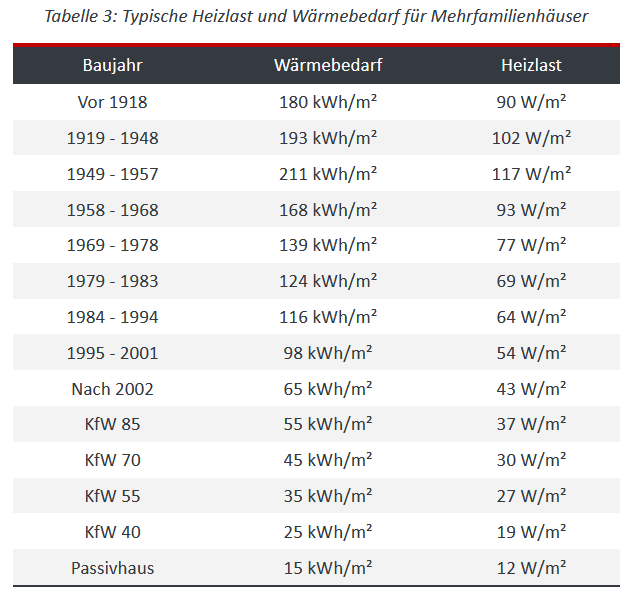 Tabelle 3: Typische Heizlast und Wärmebedarf für Mehrfamilienhäuser
Baujahr Wärmebedarf Heizlast
Vor 1918 180 kWh/m² 90 W/m²
1919 - 1948 193 kWh/m² 102 W/m²
1949 - 1957 211 kWh/m² 117 W/m²
1958 - 1968 168 kWh/m² 93 W/m²
1969 - 1978 139 kWh/m² 77 W/m²
1979 - 1983 124 kWh/m² 69 W/m²
1984 - 1994 116 kWh/m² 64 W/m²
1995 - 2001 98 kWh/m² 54 W/m²
Nach 2002 65 kWh/m² 43 W/m²
KfW 85 55 kWh/m² 37 W/m²
KfW 70 45 kWh/m² 30 W/m²
KfW 55 35 kWh/m² 27 W/m²
KfW 40 25 kWh/m² 19 W/m²
Passivhaus 15 kWh/m² 12 W/m²